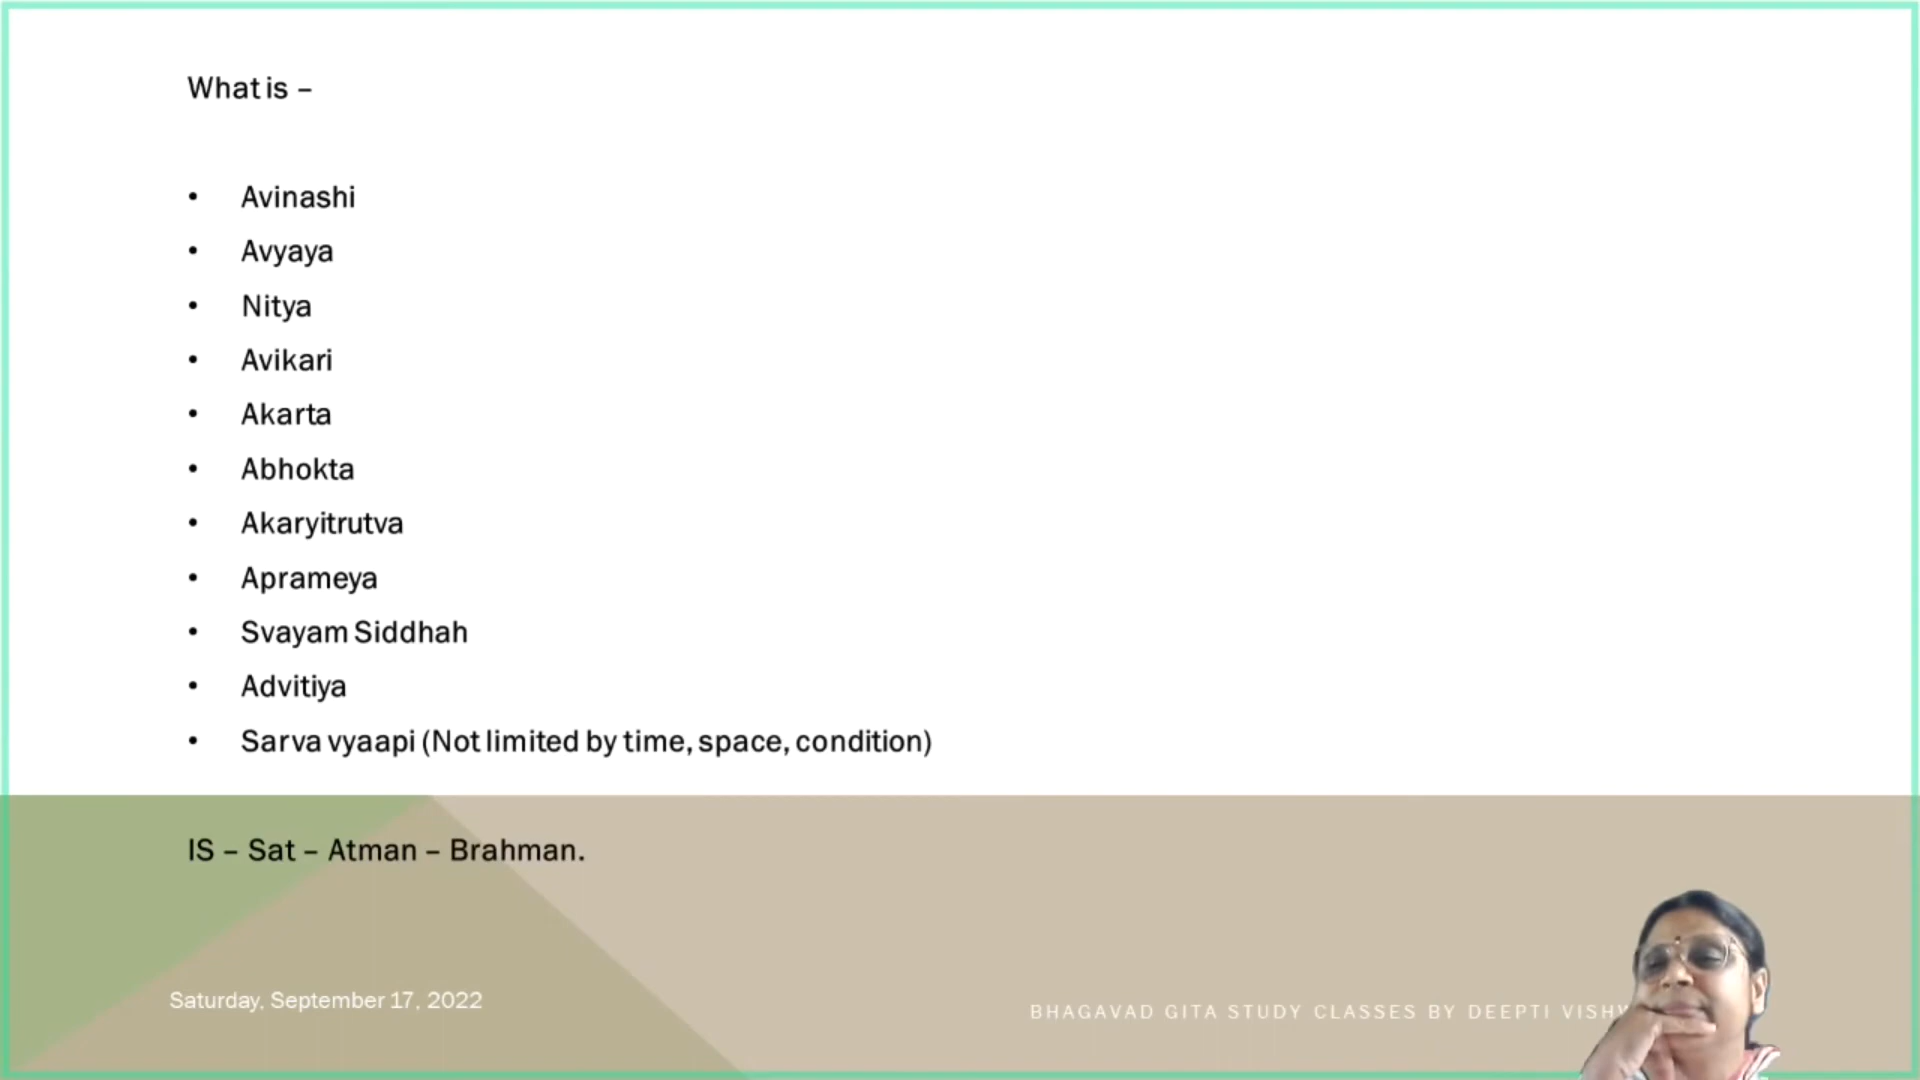 What is –
• Avinashi
• Avyaya
• Nitya
• Avikari
• Akarta
• Abhokta
• Akaryitrutva
• Aprameya
• Svayam Siddhah
• Advitiya
• Sarva vyaapi (Not limited by time, space, condition)
IS – Sat – Atman – Brahman.
Saturday, September 17, 2022
BHAGAVAD GITA STUDY CLASSES BY DEEPTI